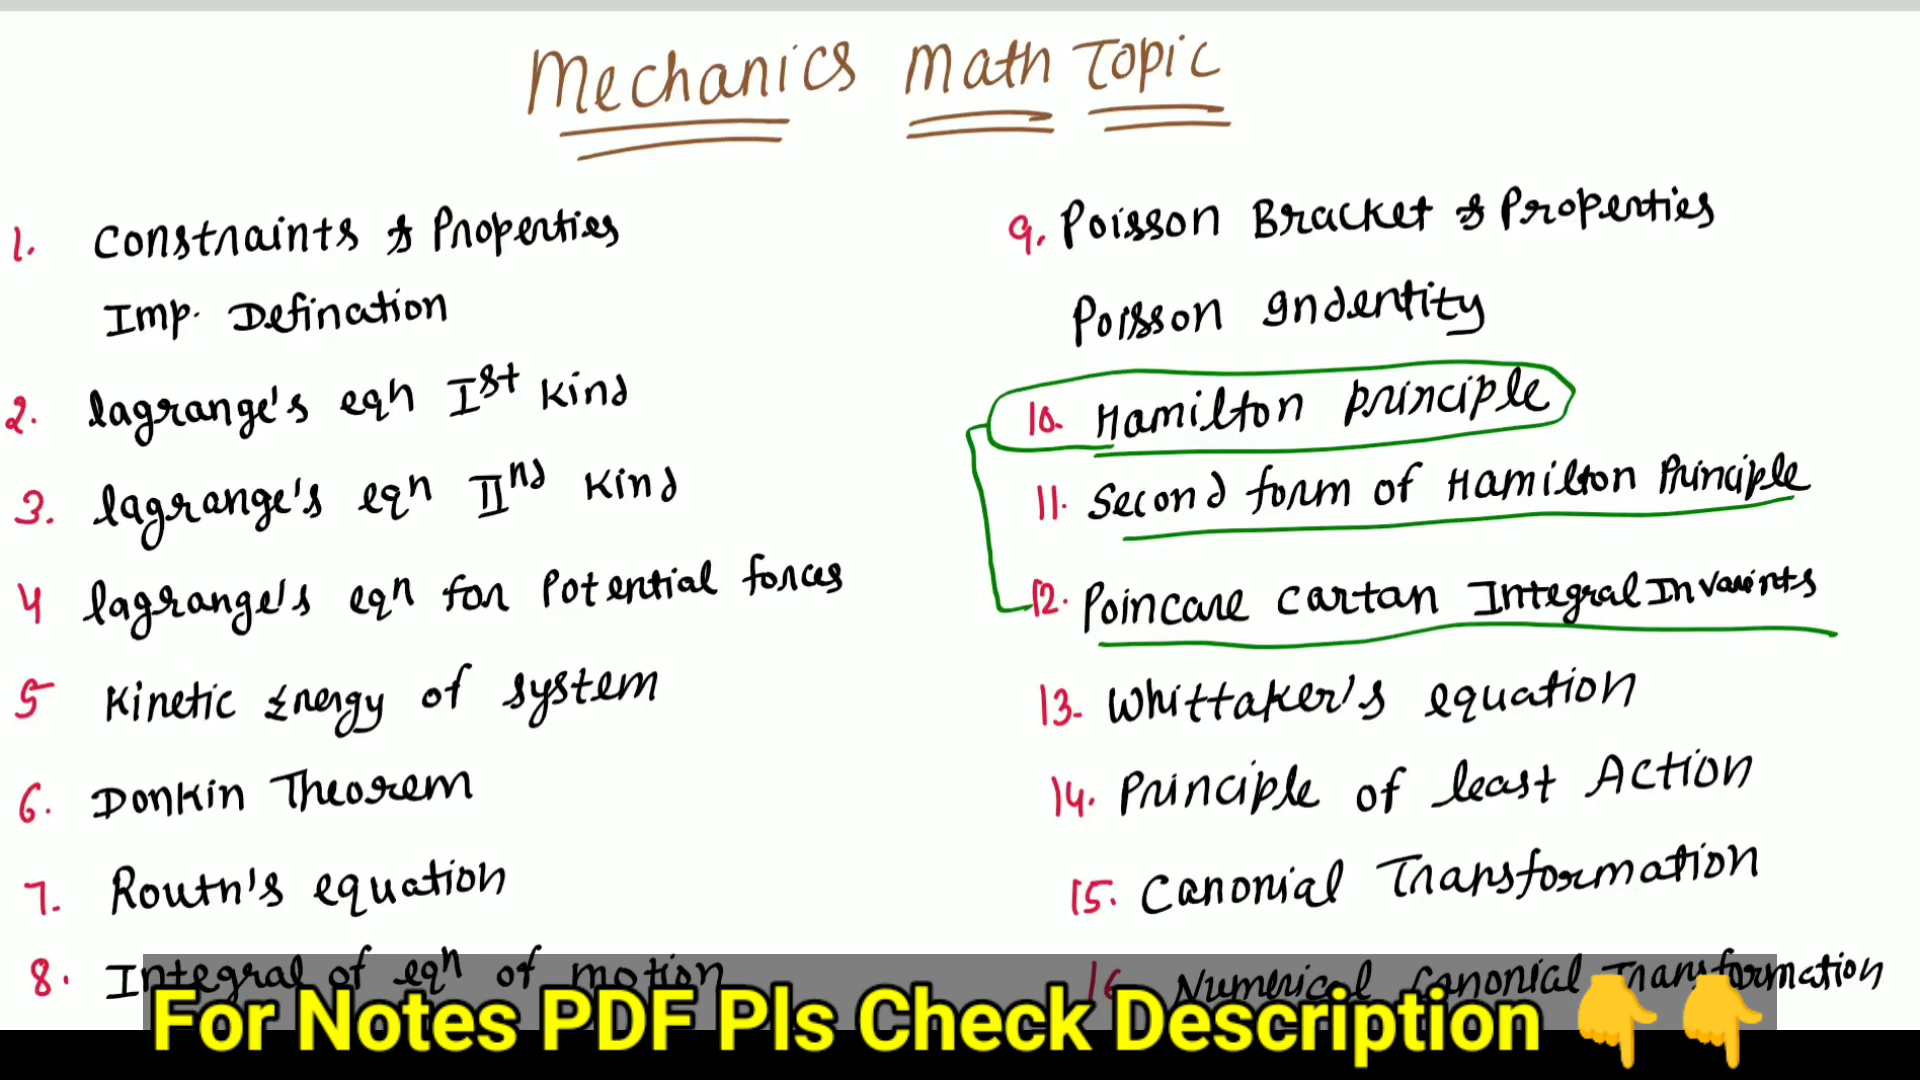 Mechanics Math Topic
1. Constraints & Properties
Imp. Defination
2. lagrange's eqn Ist Kind
3. lagrange's eqn IInd Kind
4 lagrange's eqn for Potential forces
5 Kinetic Energy of system
6. Donkin Theorem
7. Routh's equation
8. Integral of eqn of motion
9. Poisson Bracket & Properties
Poisson Indentity
10. Hamilton principle
11. Second form of Hamilton Principle
12. Poincare cartan Integral Invarints
13. Whittaker's equation
14. Principle of least Action
15. Canonial Transformation
16. Numerical Canonial Transformation
For Notes PDF Pls Check Description 👇👇